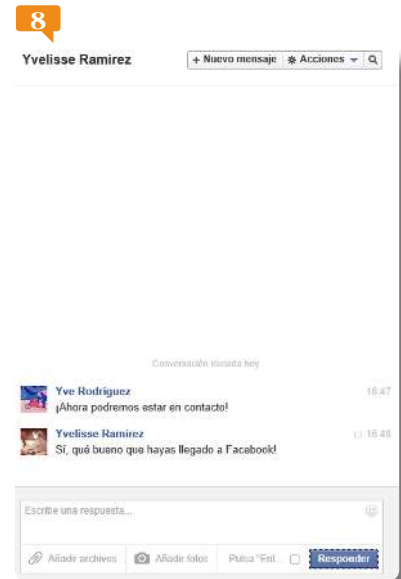 8
Yvelisse Ramirez
+ Nuevo mensaje Acciones
Conversación iniciada hoy
Yve Rodriguez 16:47
¡Ahora podremos estar en contacto!
Yvelisse Ramirez 16:48
Sí, qué bueno que hayas llegado a Facebook!
Escribe una respuesta...
Añadir archivos Añadir fotos Pulsa "Ent. Responder